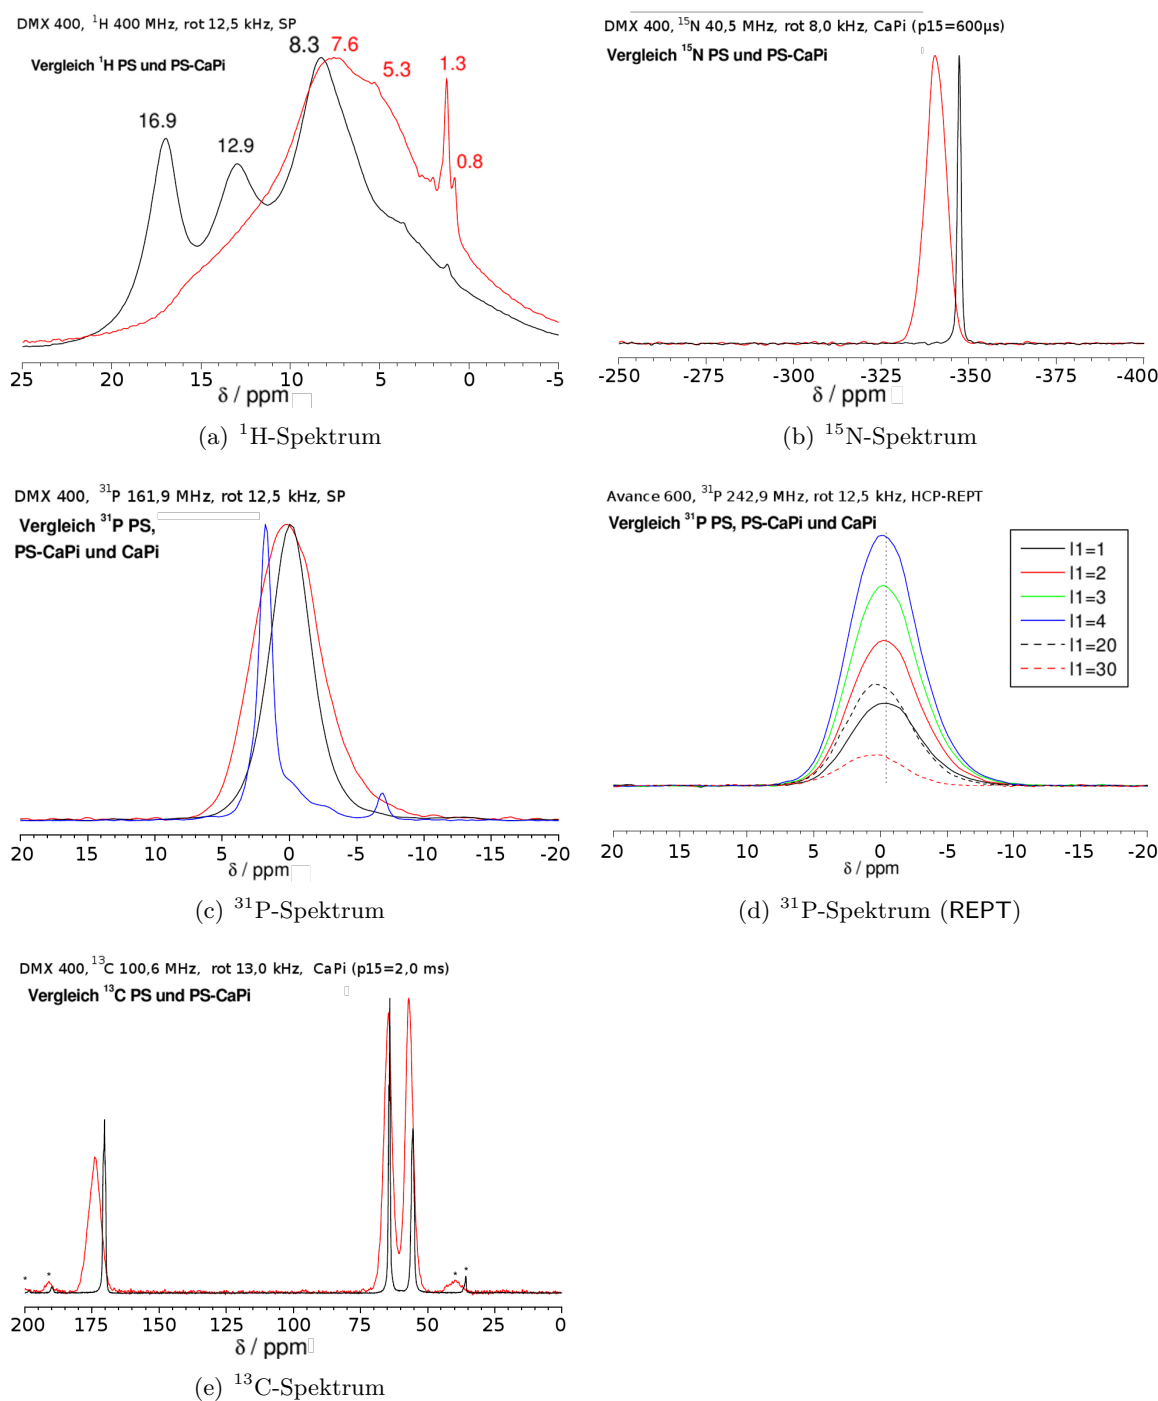 DMX 400, ¹H 400 MHz, rot 12,5 kHz, SP
Vergleich ¹H PS und PS-CaPi
16.9
12.9
8.3
7.6
5.3
1.3
0.8
25 20 15 10 5 0 -5
δ / ppm
(a) ¹H-Spektrum
DMX 400, ¹⁵N 40,5 MHz, rot 8,0 kHz, CaPi (p15=600µs)
Vergleich ¹⁵N PS und PS-CaPi
-250 -275 -300 -325 -350 -375 -400
δ / ppm
(b) ¹⁵N-Spektrum
DMX 400, ³¹P 161,9 MHz, rot 12,5 kHz, SP
Vergleich ³¹P PS,
PS-CaPi und CaPi
20 15 10 5 0 -5 -10 -15 -20
δ / ppm
(c) ³¹P-Spektrum
Avance 600, ³¹P 242,9 MHz, rot 12,5 kHz, HCP-REPT
Vergleich ³¹P PS, PS-CaPi und CaPi
l1=1
l1=2
l1=3
l1=4
l1=20
l1=30
20 15 10 5 0 -5 -10 -15 -20
δ / ppm
(d) ³¹P-Spektrum (REPT)
DMX 400, ¹³C 100,6 MHz, rot 13,0 kHz, CaPi (p15=2,0 ms)
Vergleich ¹³C PS und PS-CaPi
* * * *
200 175 150 125 100 75 50 25 0
δ / ppm
(e) ¹³C-Spektrum